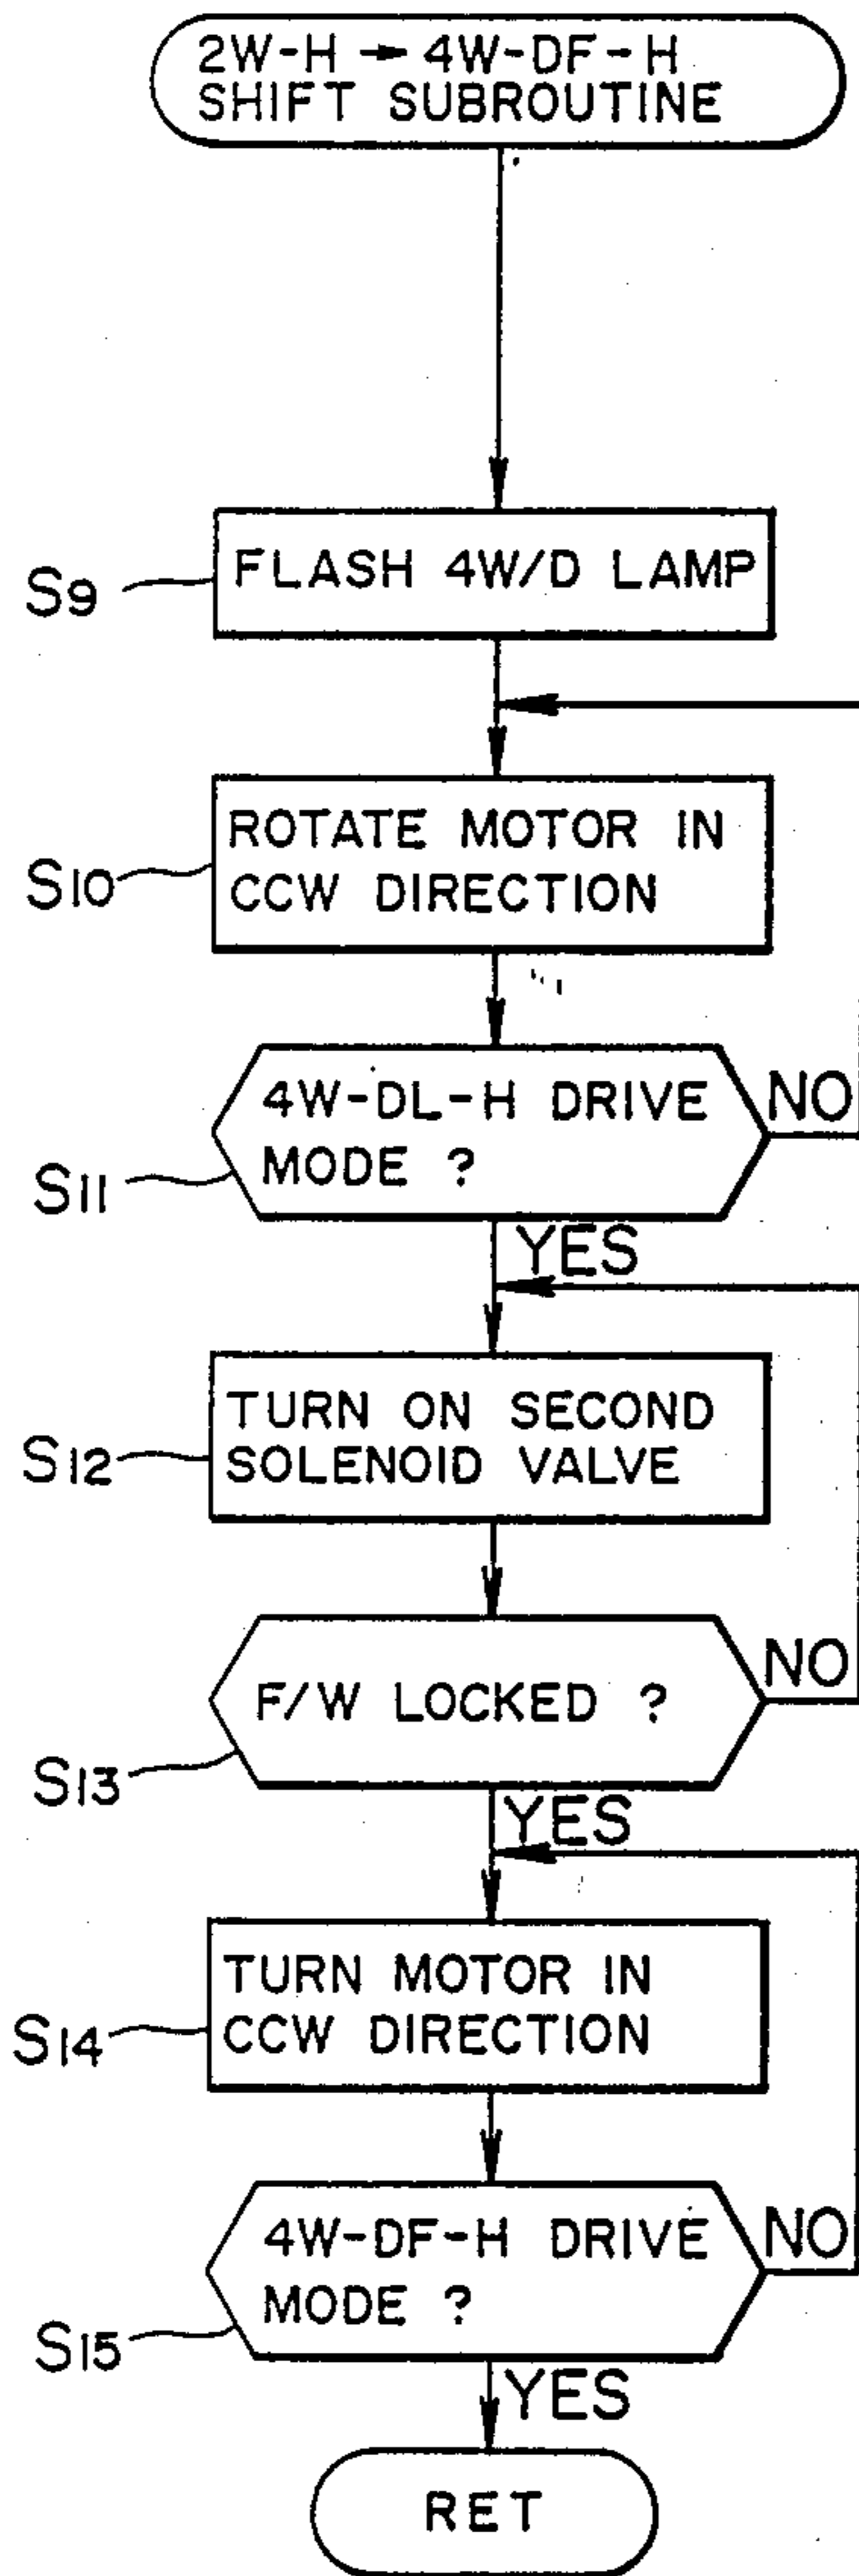 2W-H → 4W-DF-H
SHIFT SUBROUTINE
S9
FLASH 4W/D LAMP
S10
ROTATE MOTOR IN
CCW DIRECTION
S11
4W-DL-H DRIVE
MODE ?
NO
YES
S12
TURN ON SECOND
SOLENOID VALVE
S13
F/W LOCKED ?
NO
YES
S14
TURN MOTOR IN
CCW DIRECTION
S15
4W-DF-H DRIVE
MODE ?
NO
YES
RET